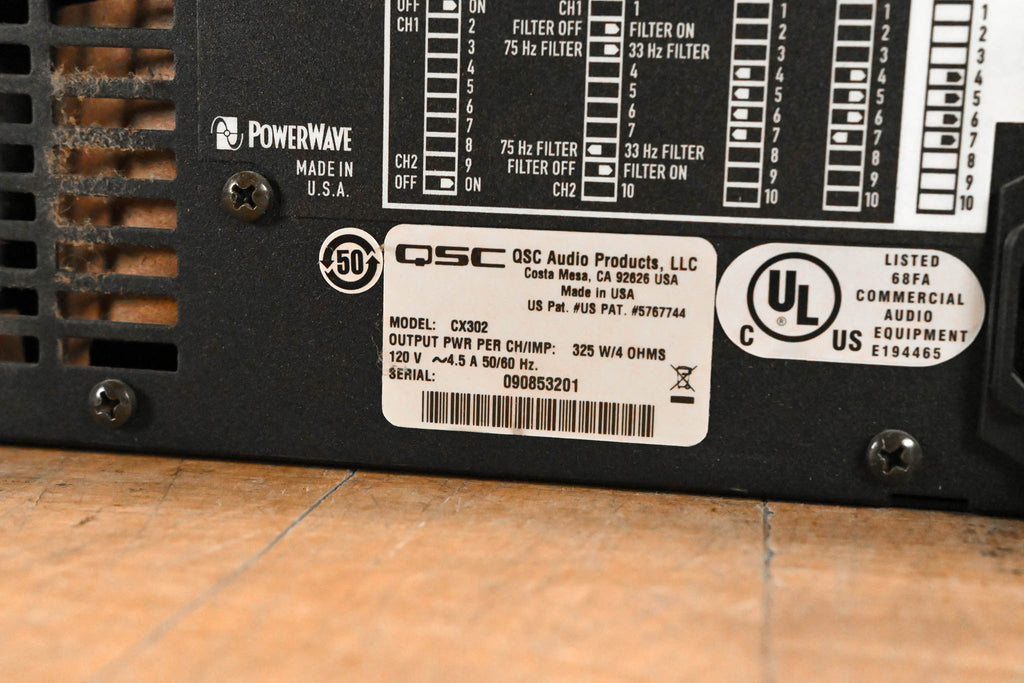 OFF ON
CH1
2
3
4
5
6
7
8
CH2 9
OFF ON
CH1 1
FILTER OFF FILTER ON
75 Hz FILTER 33 Hz FILTER
4
5
6
7
75 Hz FILTER 33 Hz FILTER
FILTER OFF FILTER ON
CH2 10
1
2
3
4
5
6
7
8
9
10
1
2
3
4
5
6
7
8
9
10
1
2
3
4
5
6
7
8
9
10
POWERWAVE
MADE IN
U.S.A.
50
QSC QSC Audio Products, LLC
Costa Mesa, CA 92626 USA
Made in USA
US Pat. #US PAT. #5767744
MODEL: CX302
OUTPUT PWR PER CH/IMP: 325 W/4 OHMS
120 V ~4.5 A 50/60 Hz.
SERIAL: 090853201
C UL ® US
LISTED
68FA
COMMERCIAL
AUDIO
EQUIPMENT
E194465